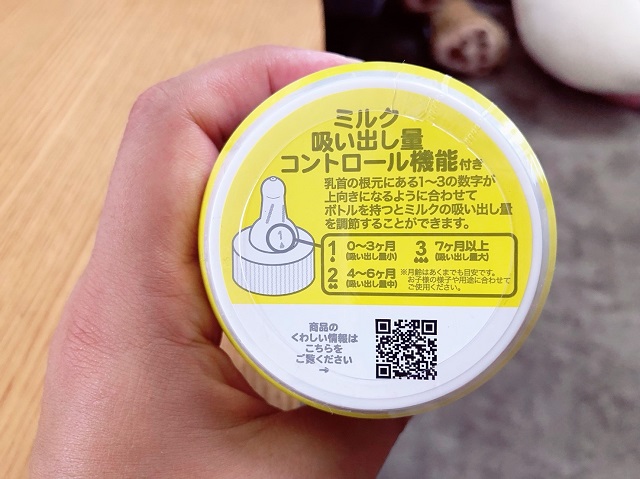 ミルク
吸い出し量
コントロール機能付き
乳首の根元にある1〜3の数字が
上向きになるように合わせて
ボトルを持つとミルクの吸い出し量
を調節することができます。
1
1 0〜3ヶ月
(吸い出し量小)
3 7ヶ月以上
(吸い出し量大)
2 4〜6ヶ月
(吸い出し量中)
※月齢はあくまでも目安です。
お子様の様子や用途に合わせて
ご使用ください。
商品の
くわしい情報は
こちらを
ご覧ください
→